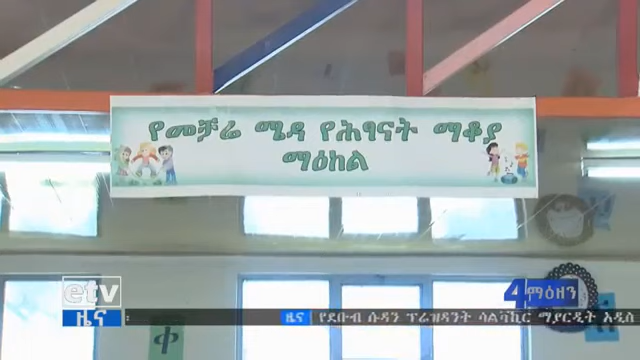 የመቻሬ ሜዳ የሕፃናት ማቆያ
ማዕከል
etv
ዜና
4 ማዕዘን
ቀ
ዜና የደቡብ ሱዳን ፕሬዝዳንት ሳልቫኪር ማያርዲት አዲስ